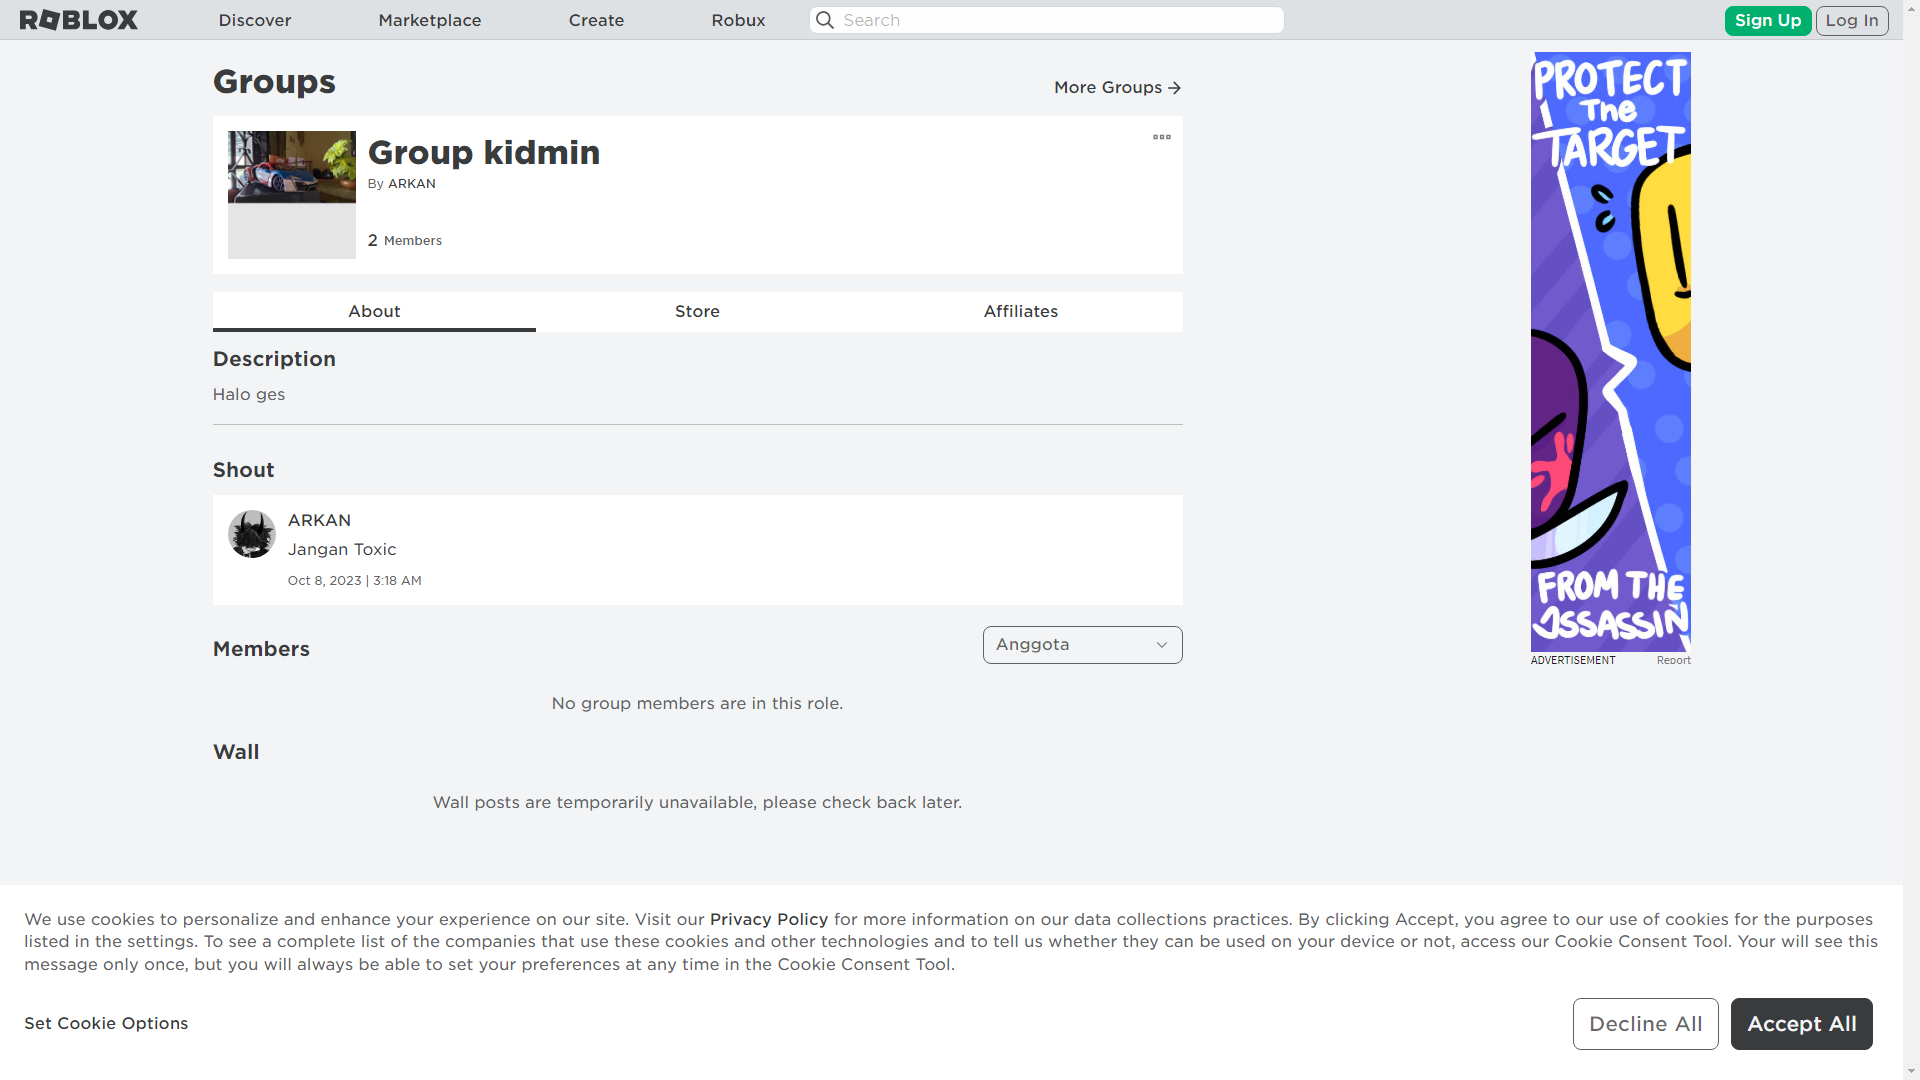 ROBLOX
Discover
Marketplace
Create
Robux
Search
Sign Up
Log In
Groups
More Groups
Group kidmin
By ARKAN
2 Members
About
Store
Affiliates
Description
Halo ges
Shout
ARKAN
Jangan Toxic
Oct 8, 2023 | 3:18 AM
Members
Anggota
No group members are in this role.
Wall
Wall posts are temporarily unavailable, please check back later.
PROTECT
The
TARGET
FROM THE
ASSASSIN
ADVERTISEMENT
Report
We use cookies to personalize and enhance your experience on our site. Visit our Privacy Policy for more information on our data collections practices. By clicking Accept, you agree to our use of cookies for the purposes
listed in the settings. To see a complete list of the companies that use these cookies and other technologies and to tell us whether they can be used on your device or not, access our Cookie Consent Tool. Your will see this
message only once, but you will always be able to set your preferences at any time in the Cookie Consent Tool.
Set Cookie Options
Decline All
Accept All